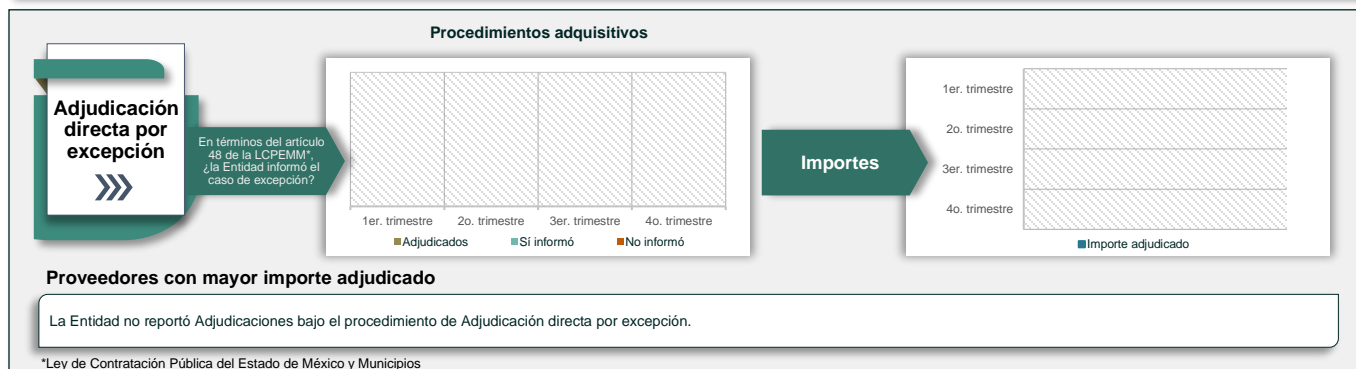 Procedimientos adquisitivos
Adjudicación
directa por
excepción
En términos del artículo
48 de la LCPEMM*,
¿la Entidad informó el
caso de excepción?
1er. trimestre 2o. trimestre 3er. trimestre 4o. trimestre
Adjudicados Sí informó No informó
Importes
1er. trimestre
2o. trimestre
3er. trimestre
4o. trimestre
Importe adjudicado
Proveedores con mayor importe adjudicado
La Entidad no reportó Adjudicaciones bajo el procedimiento de Adjudicación directa por excepción.
*Ley de Contratación Pública del Estado de México y Municipios